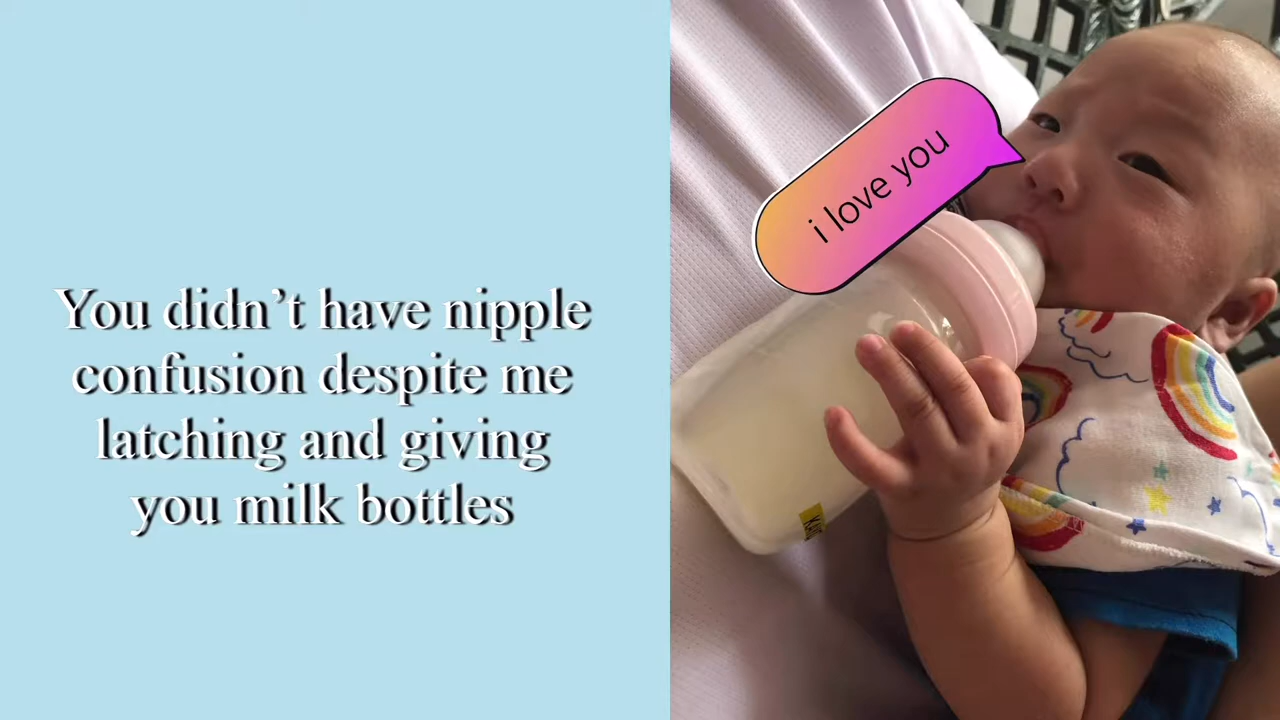 You didn’t have nipple
confusion despite me
latching and giving
you milk bottles
i love you